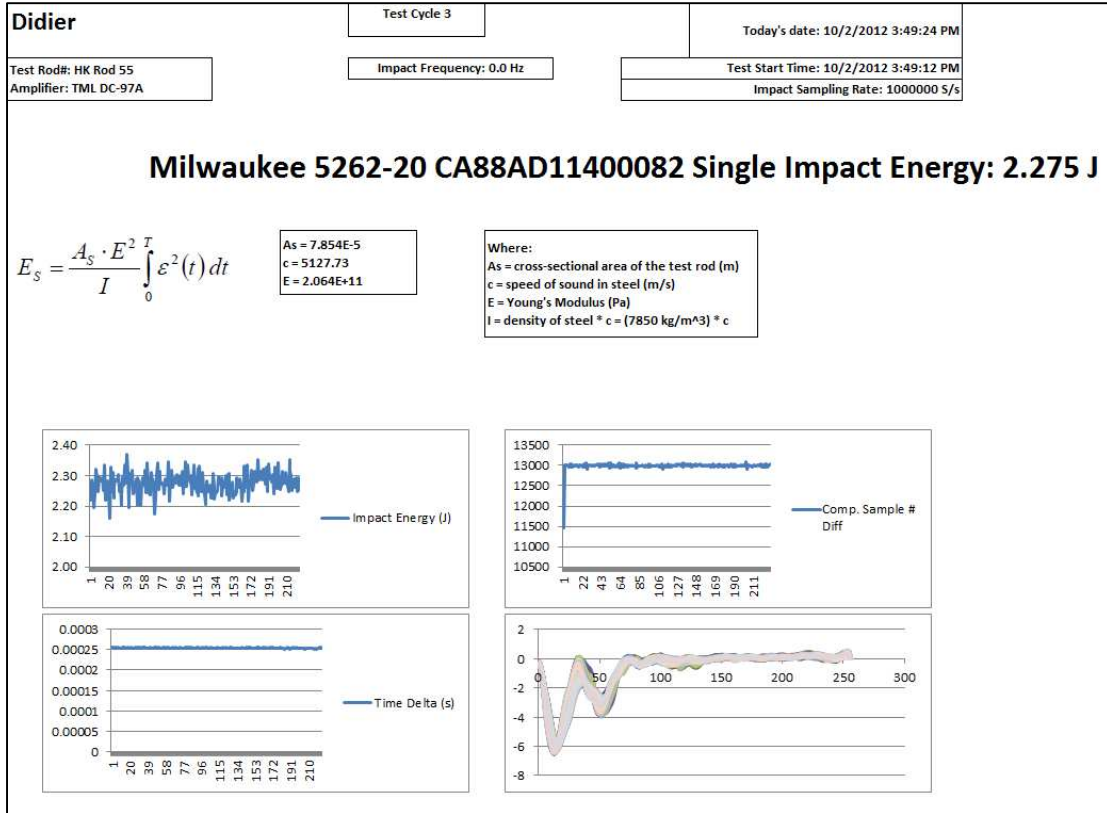 Didier
Test Cycle 3
Today's date: 10/2/2012 3:49:24 PM
Test Rod#: HK Rod 55
Amplifier: TML DC-97A
Impact Frequency: 0.0 Hz
Test Start Time: 10/2/2012 3:49:12 PM
Impact Sampling Rate: 1000000 S/s
Milwaukee 5262-20 CA88AD11400082 Single Impact Energy: 2.275 J
E_S = \frac{A_S \cdot E^2}{I} \int_0^T \varepsilon^2(t) dt
As = 7.854E-5
c = 5127.73
E = 2.064E+11
Where:
As = cross-sectional area of the test rod (m)
c = speed of sound in steel (m/s)
E = Young's Modulus (Pa)
I = density of steel * c = (7850 kg/m^3) * c
2.40
2.30
2.20
2.10
2.00
1 20 39 58 77 96 115 134 153 172 191 210
Impact Energy (J)
13500
13000
12500
12000
11500
11000
10500
1 22 43 64 85 106 127 148 169 190 211
Comp. Sample #
Diff
0.0003
0.00025
0.0002
0.00015
0.0001
0.00005
0
1 20 39 58 77 96 115 134 153 172 191 210
Time Delta (s)
2
0
-2
-4
-6
-8
0 50 100 150 200 250 300